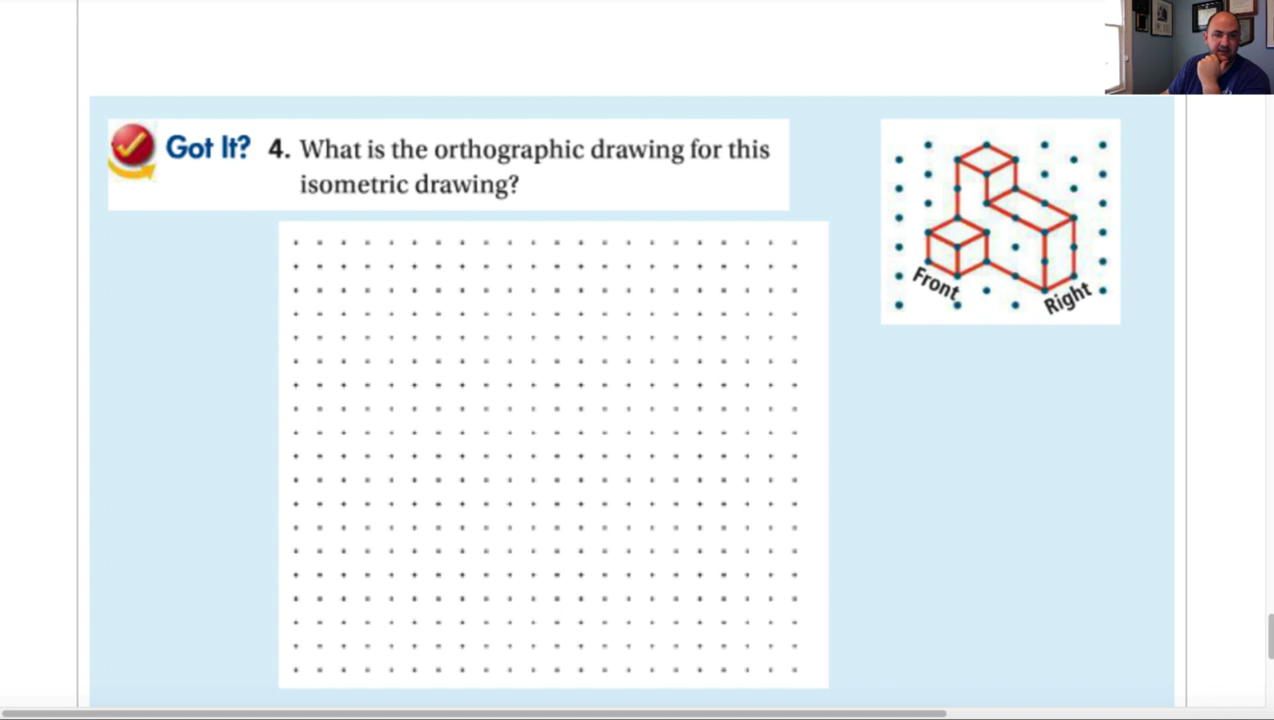 Got It? 4. What is the orthographic drawing for this
isometric drawing?
Front
Right